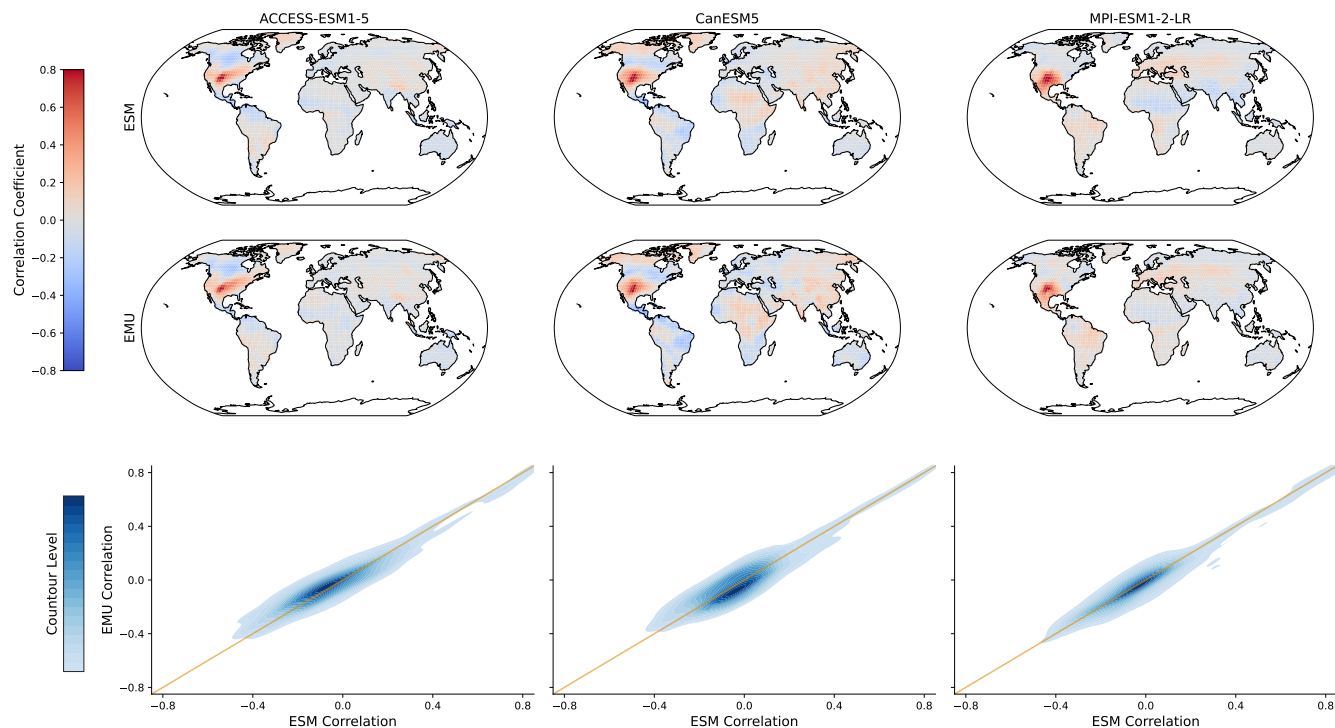 ACCESS-ESM1-5
CanESM5
MPI-ESM1-2-LR
ESM
EMU
Correlation Coefficient
0.8
0.6
0.4
0.2
0.0
−0.2
−0.4
−0.6
−0.8
Countour Level
EMU Correlation
0.8
0.4
0.0
−0.4
−0.8
−0.8 −0.4 0.0 0.4 0.8
−0.8 −0.4 0.0 0.4 0.8
−0.8 −0.4 0.0 0.4 0.8
ESM Correlation
ESM Correlation
ESM Correlation